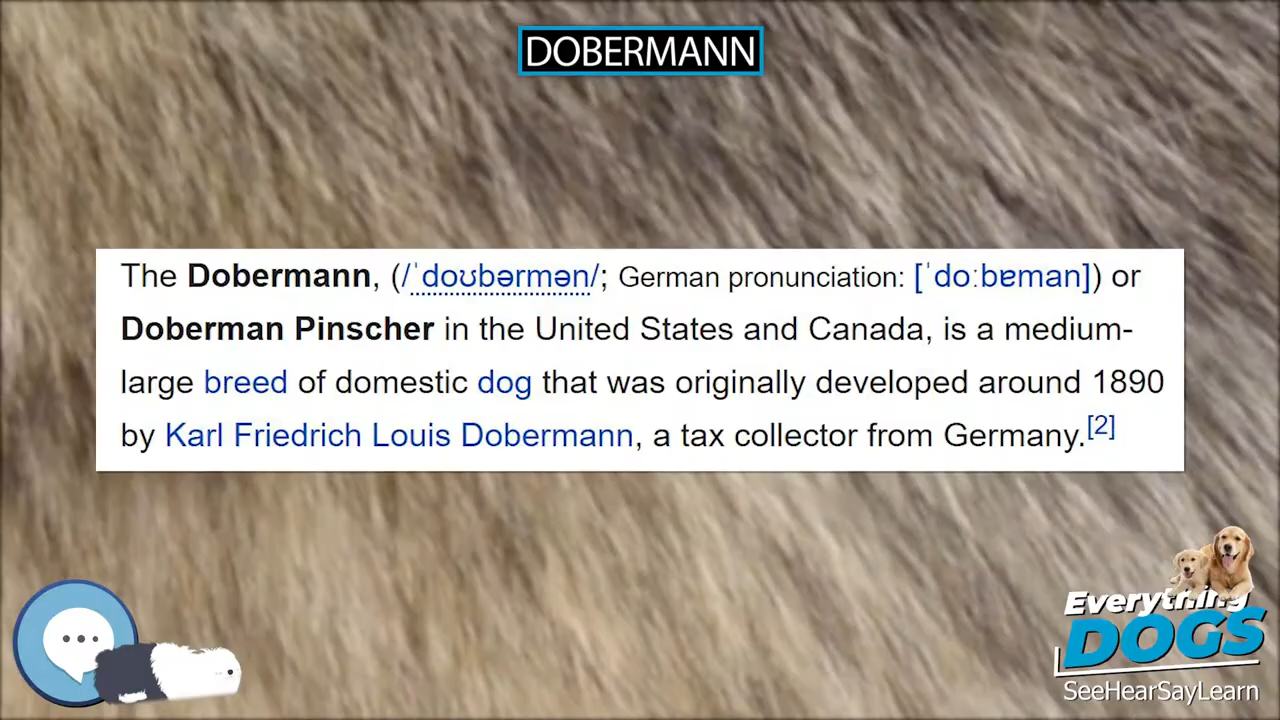 DOBERMANN
The Dobermann, (/ˈdoʊbərmən/; German pronunciation: [ˈdoːbɐman]) or
Doberman Pinscher in the United States and Canada, is a medium-
large breed of domestic dog that was originally developed around 1890
by Karl Friedrich Louis Dobermann, a tax collector from Germany.[2]
Everything
DOGS
SeeHearSayLearn